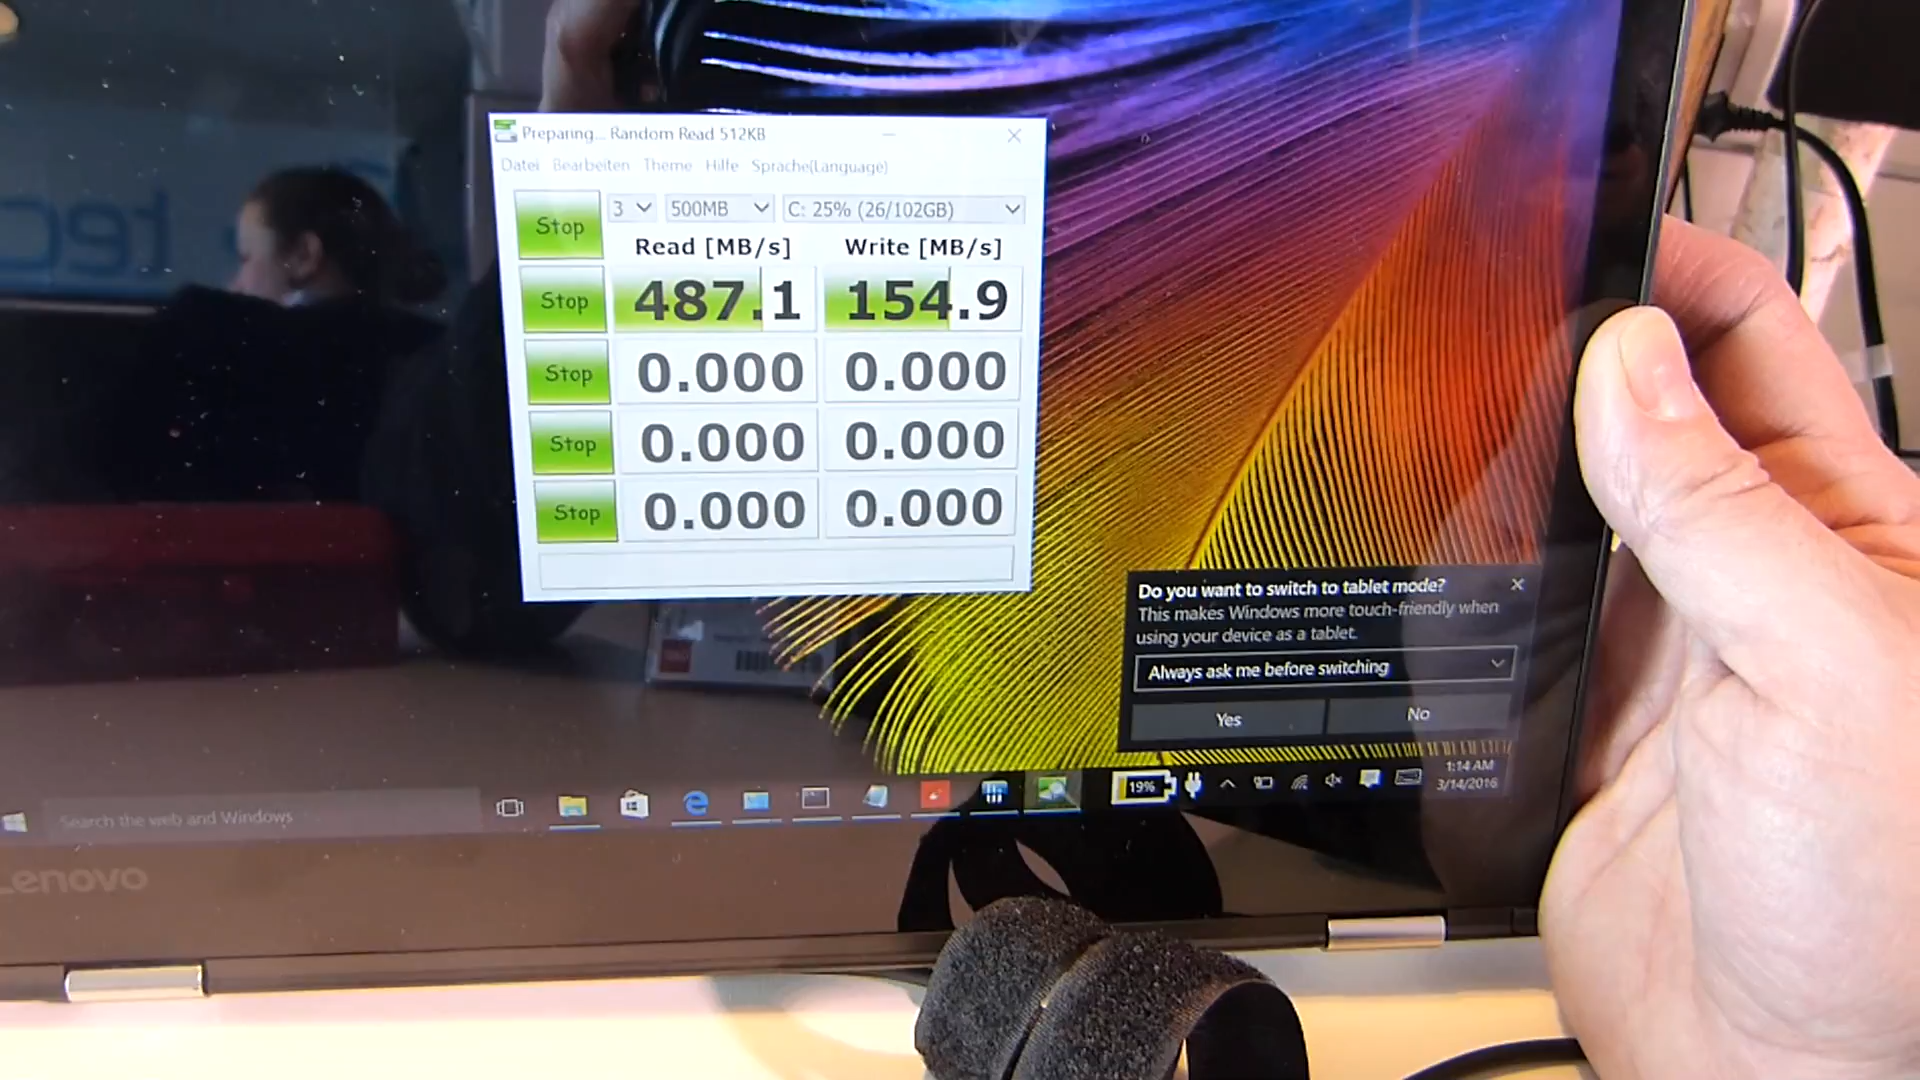 Preparing... Random Read 512KB
Datei Bearbeiten Theme Hilfe Sprache(Language)
Stop 3 500MB C: 25% (26/102GB)
Read [MB/s] Write [MB/s]
Stop 487.1 154.9
Stop 0.000 0.000
Stop 0.000 0.000
Stop 0.000 0.000
Do you want to switch to tablet mode?
This makes Windows more touch-friendly when
using your device as a tablet.
Always ask me before switching
Yes No
Search the web and Windows
19%
1:14 AM
3/14/2016
Lenovo